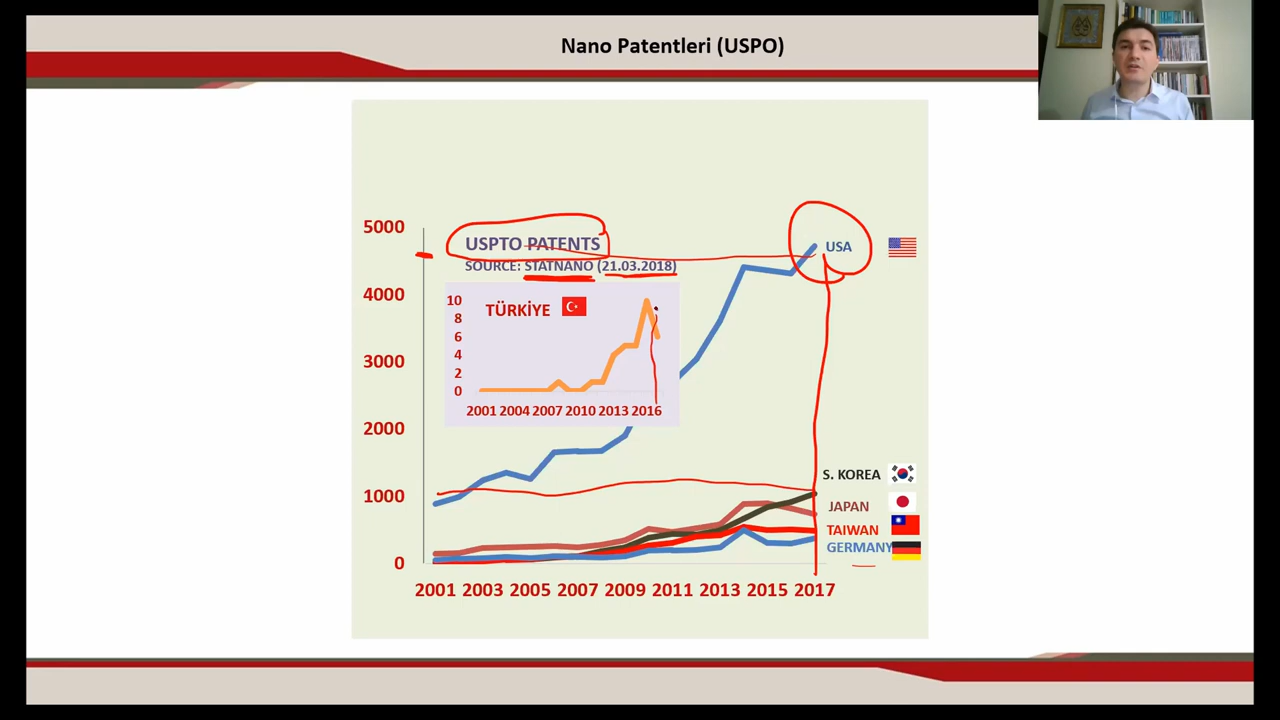 Nano Patentleri (USPO)
5000
4000
3000
2000
1000
0
USPTO PATENTS
SOURCE: STATNANO (21.03.2018)
10
8
6
4
2
0
TÜRKİYE
2001 2004 2007 2010 2013 2016
USA
S. KOREA
JAPAN
TAIWAN
GERMANY
2001 2003 2005 2007 2009 2011 2013 2015 2017